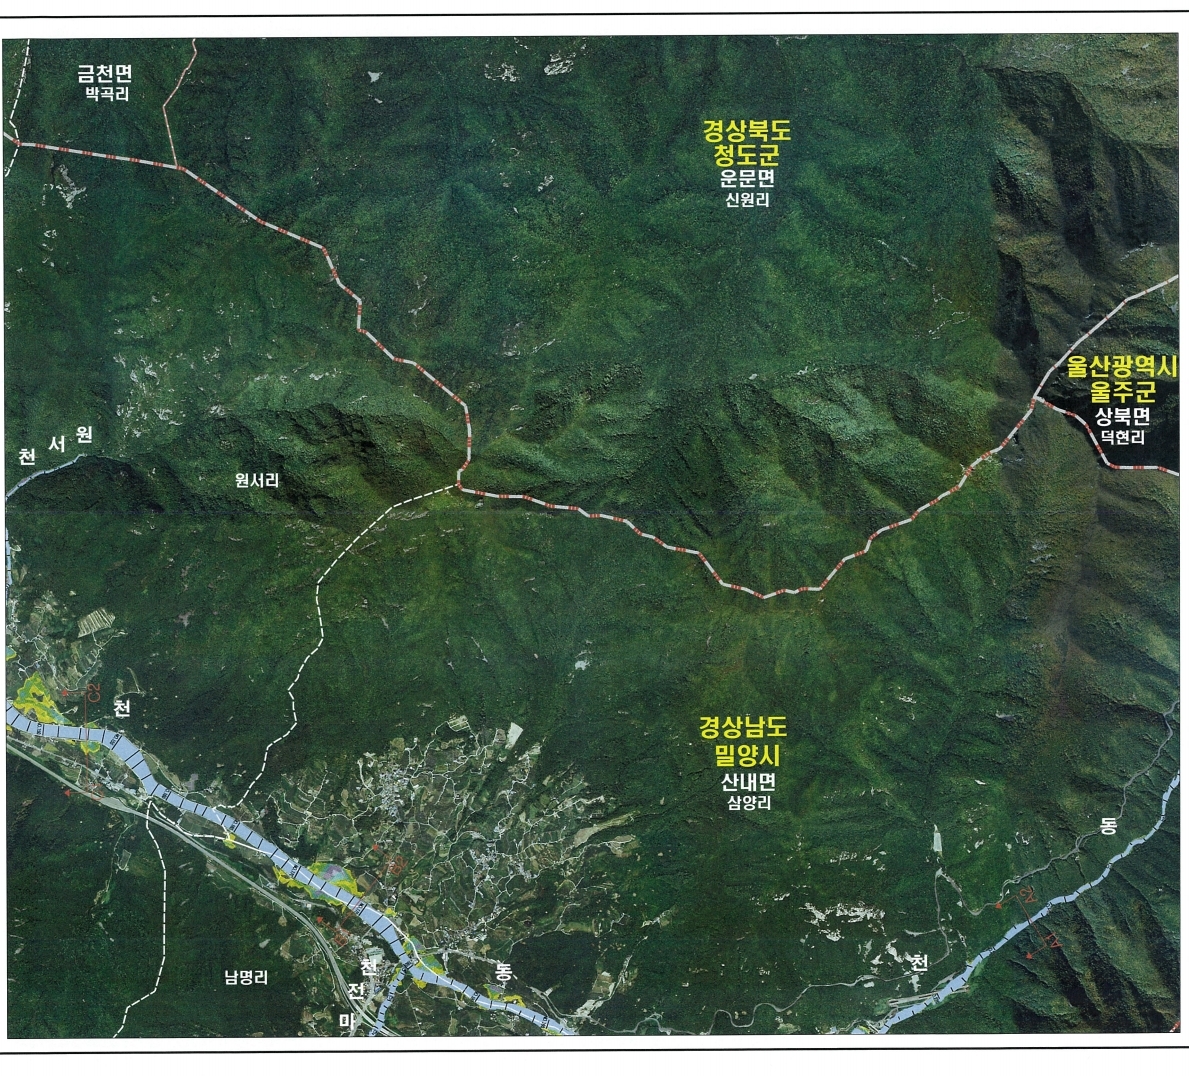 금천면
박곡리
경상북도
청도군
운문면
신원리
울산광역시
울주군
상북면
덕현리
원
서
천
원서리
천
경상남도
밀양시
산내면
삼양리
동
천
동
천
전
마
남명리